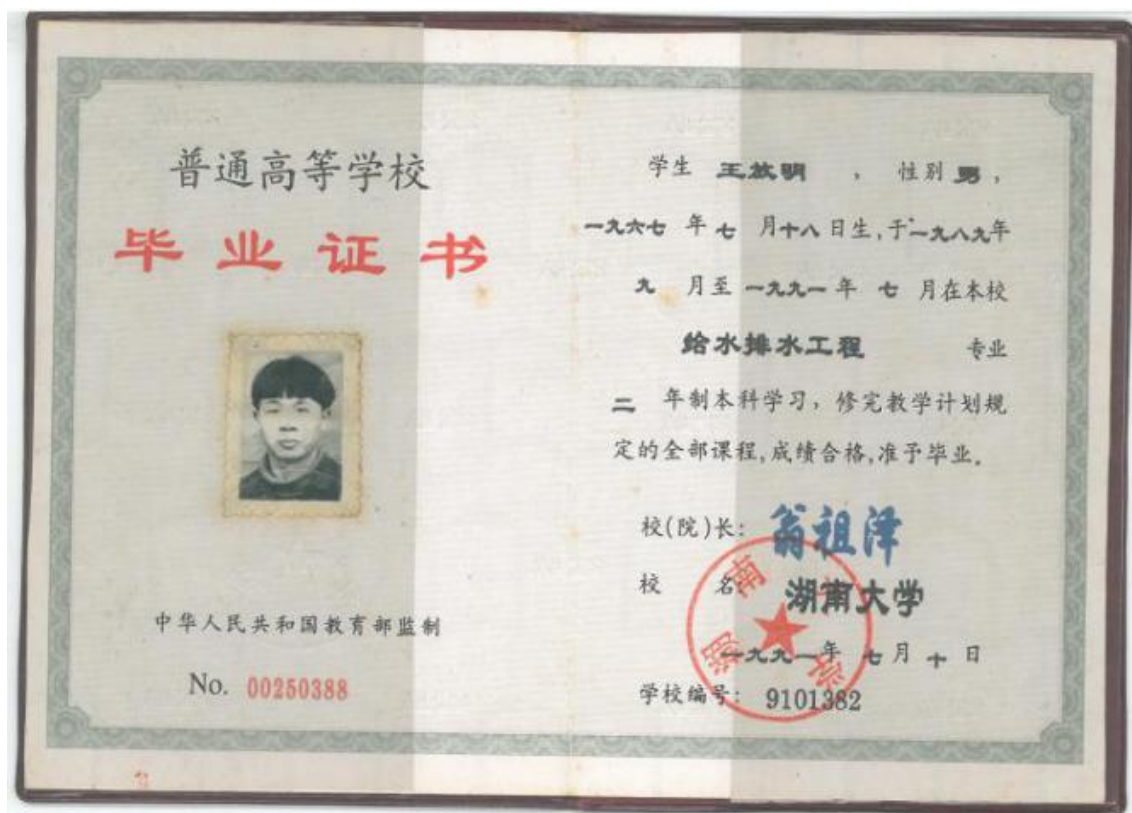 普通高等学校
毕业证书
中华人民共和国教育部监制
No. 00250388
学生 王放明 , 性别 男 ,
一九六七 年 七 月十八日生,于一九八九年
九 月至 一九九一 年 七 月在本校
给水排水工程 专业
二 年制本科学习, 修完教学计划规
定的全部课程,成绩合格,准予毕业。
校(院)长: 翁祖泽
校 名: 湖南大学
一九九一年 七月 十 日
学校编号: 9101382
湖南大学